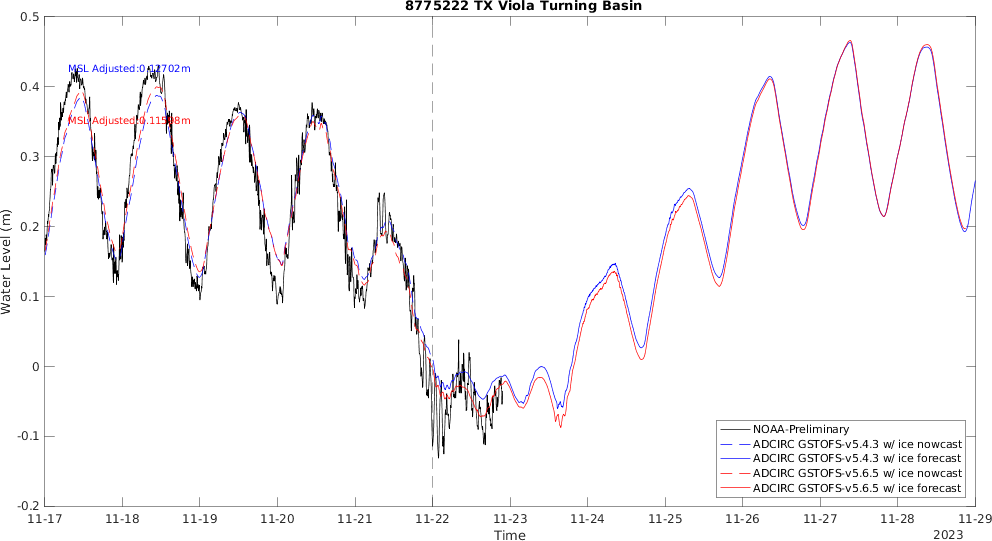 8775222 TX Viola Turning Basin
0.5
0.4
0.3
0.2
0.1
0
-0.1
-0.2
Water Level (m)
MSL Adjusted:0.12702m
NOAA-Preliminary
ADCIRC GSTOFS-v5.4.3 w/ ice nowcast
ADCIRC GSTOFS-v5.4.3 w/ ice forecast
ADCIRC GSTOFS-v5.6.5 w/ ice nowcast
ADCIRC GSTOFS-v5.6.5 w/ ice forecast
11-17 11-18 11-19 11-20 11-21 11-22 11-23 11-24 11-25 11-26 11-27 11-28 11-29
Time
2023